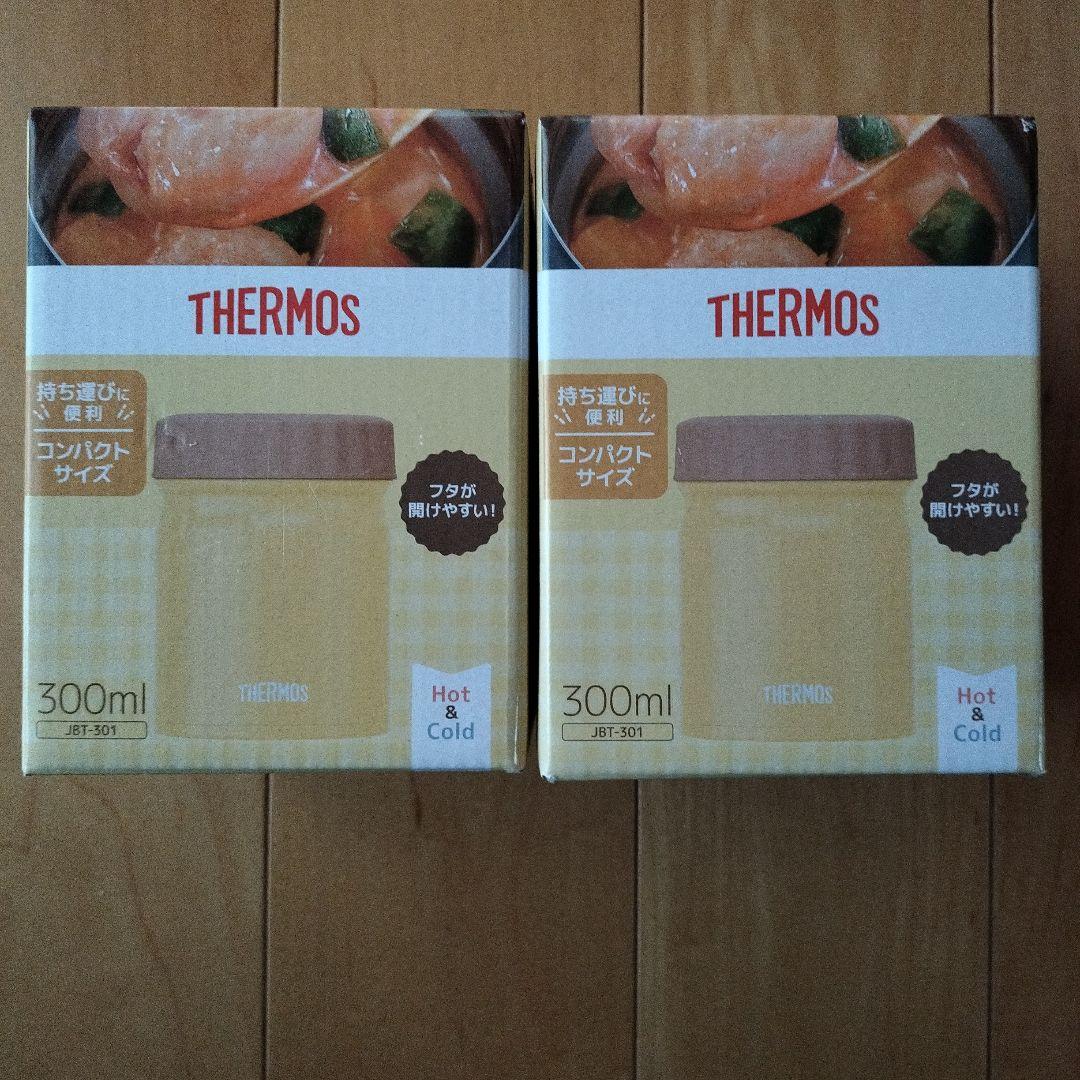 THERMOS
持ち運びに
便利
コンパクト
サイズ
フタが
開けやすい!
THERMOS
300ml
JBT-301
Hot
&
Cold
THERMOS
持ち運びに
便利
コンパクト
サイズ
フタが
開けやすい!
THERMOS
300ml
JBT-301
Hot
&
Cold